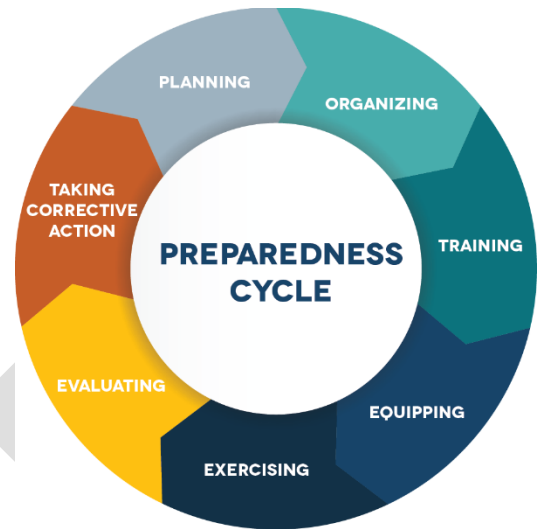 PREPAREDNESS
CYCLE
PLANNING
ORGANIZING
TRAINING
EQUIPPING
EXERCISING
EVALUATING
TAKING
CORRECTIVE
ACTION